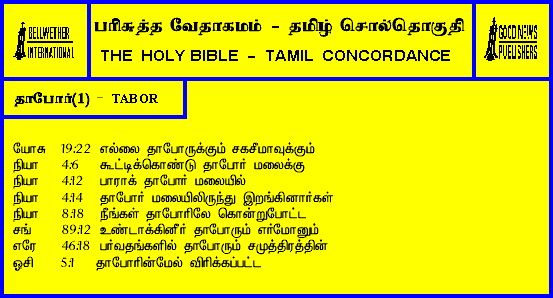 BELLWETHER
INTERNATIONAL
பரிசுத்த வேதாகமம் - தமிழ் சொல்தொகுதி
THE HOLY BIBLE - TAMIL CONCORDANCE
GOOD NEWS
PUBLISHERS
தாபோர்(1) - TABOR
யோசு 19:22 எல்லை தாபோருக்கும் சகசீமாவுக்கும்
நியா 4:6 கூட்டிக்கொண்டு தாபோர் மலைக்கு
நியா 4:12 பாராக் தாபோர் மலையில்
நியா 4:14 தாபோர் மலையிலிருந்து இறங்கினார்கள்
நியா 8:18 நீங்கள் தாபோரிலே கொன்றுபோட்ட
சங் 89:12 உண்டாக்கினீர் தாபோரும் எர்மோனும்
எரே 46:18 பர்வதங்களில் தாபோரும் சமுத்திரத்தின்
ஒசி 5:1 தாபோரின்மேல் விரிக்கப்பட்ட